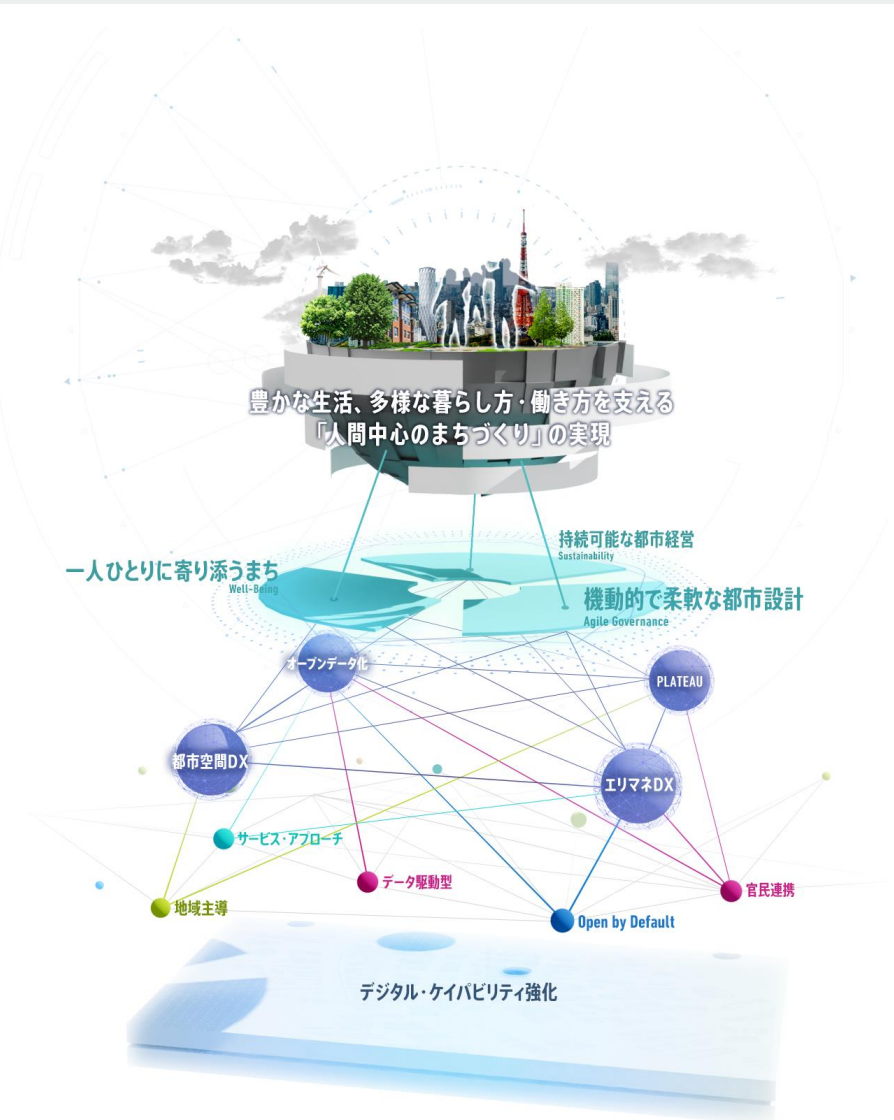 豊かな生活、多様な暮らし方・働き方を支える
「人間中心のまちづくり」の実現
持続可能な都市経営
Sustainability
一人ひとりに寄り添うまち
Well-Being
機動的で柔軟な都市設計
Agile Governance
オープンデータ化
PLATEAU
都市空間DX
エリマネDX
サービス・アプローチ
データ駆動型
官民連携
地域主導
Open by Default
デジタル・ケイパビリティ強化